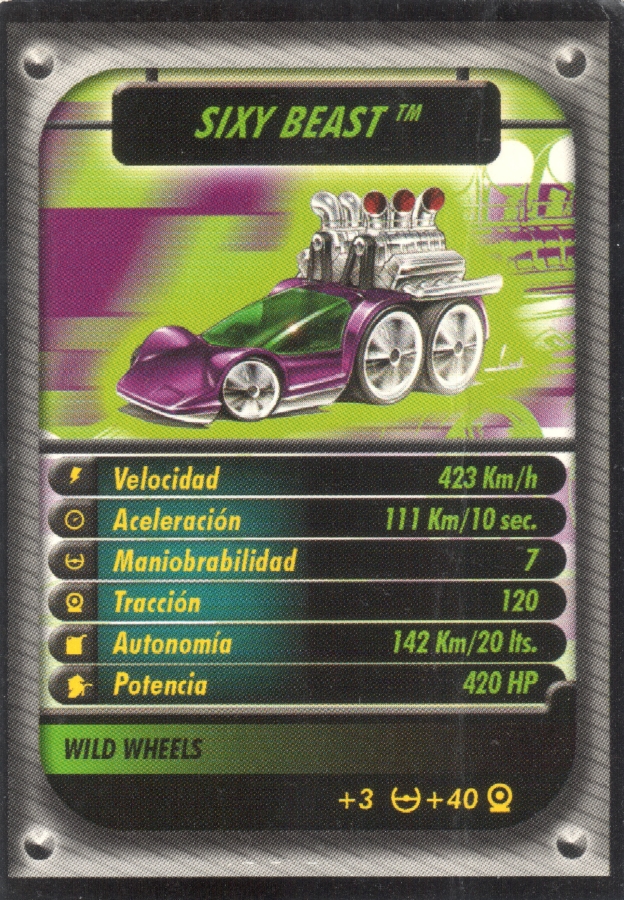 SIXY BEAST ™
Velocidad 423 Km/h
Aceleración 111 Km/10 sec.
Maniobrabilidad 7
Tracción 120
Autonomía 142 Km/20 lts.
Potencia 420 HP
WILD WHEELS
+3 +40